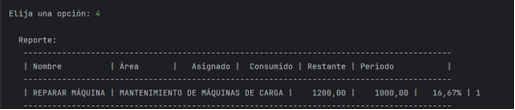 Elija una opción: 4
Reporte:
-----------------------------------------------------------------------------------------
| Nombre          | Área       |   Asignado |  Consumido | Restante | Periodo           |
-----------------------------------------------------------------------------------------
| REPARAR MÁQUINA | MANTENIMIENTO DE MÁQUINAS DE CARGA |    1200,00 |    1000,00 |   16,67% | 1